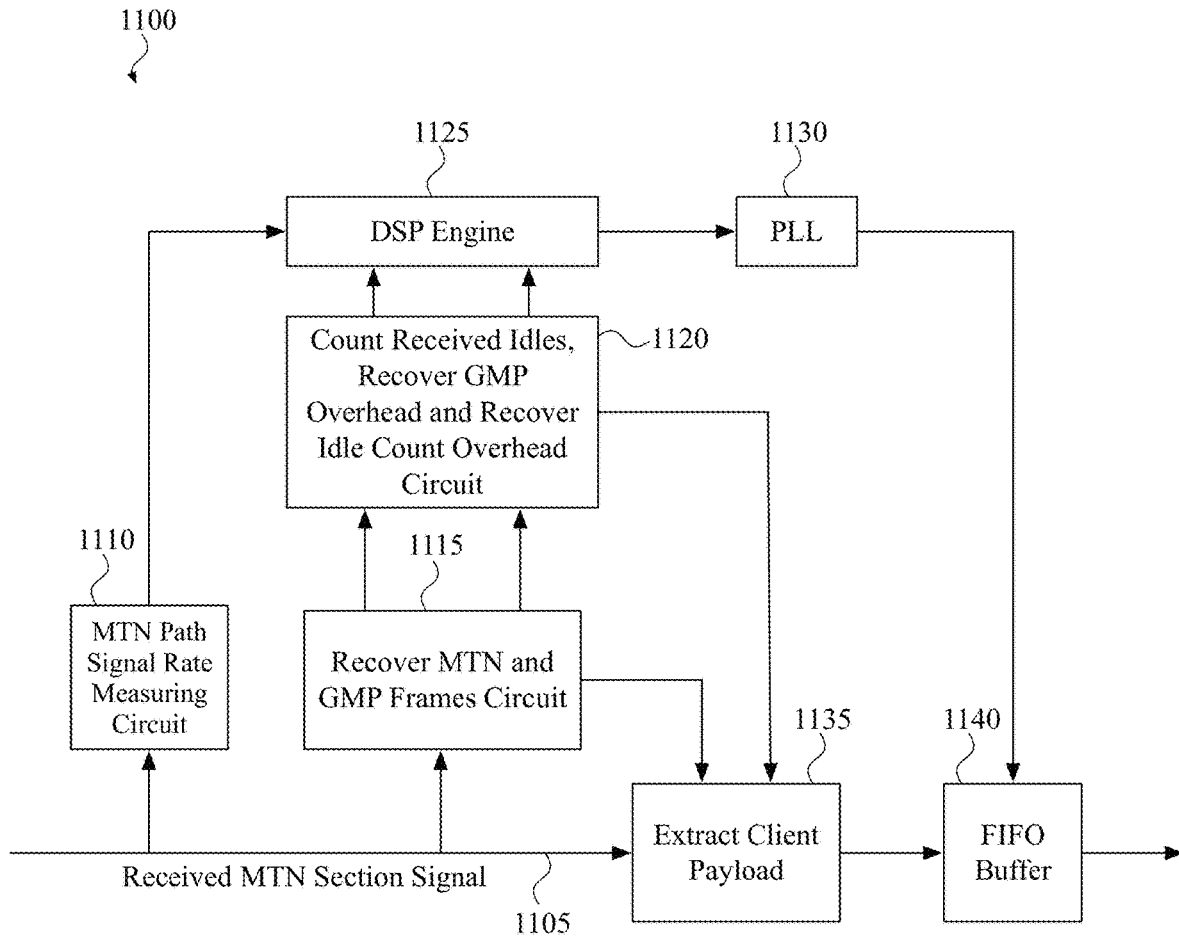 1100
1125
1130
DSP Engine
PLL
Count Received Idles,
Recover GMP
Overhead and Recover
Idle Count Overhead
Circuit
1120
1110
1115
MTN Path
Signal Rate
Measuring
Circuit
Recover MTN and
GMP Frames Circuit
1135
1140
Extract Client
Payload
FIFO
Buffer
Received MTN Section Signal
1105